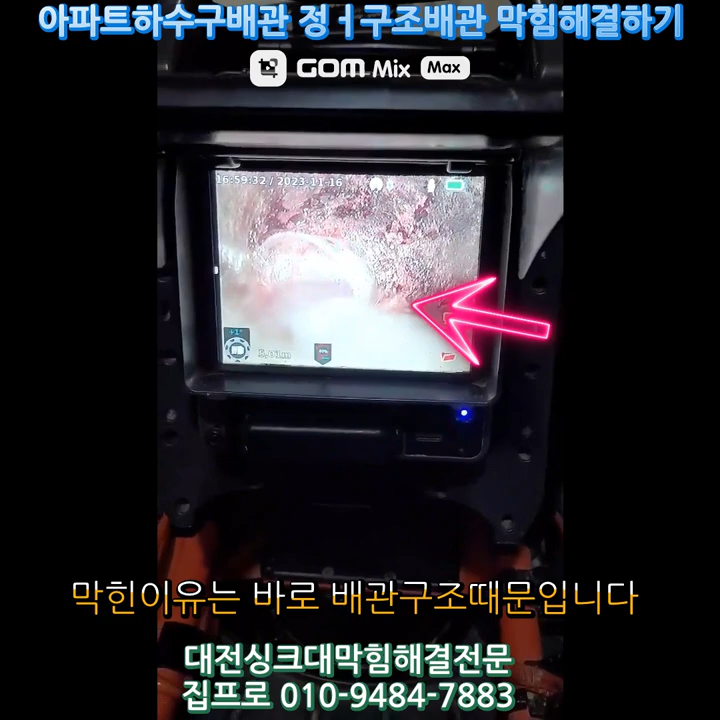 아파트하수구배관 정ㅓ구조배관 막힘해결하기
GOM Mix Max
16:59:32 / 2023-11-16
막힌이유는 바로 배관구조때문입니다
대전싱크대막힘해결전문
집프로 010-9484-7883